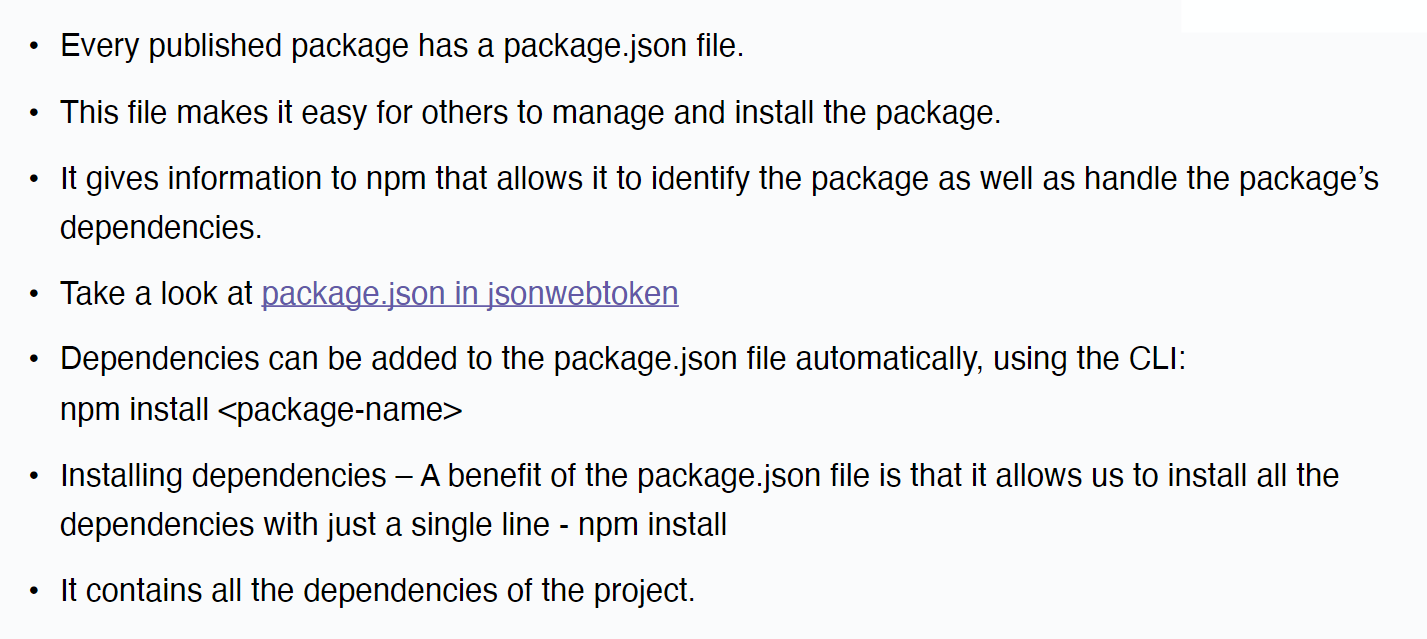 • Every published package has a package.json file.
• This file makes it easy for others to manage and install the package.
• It gives information to npm that allows it to identify the package as well as handle the package’s
dependencies.
• Take a look at package.json in jsonwebtoken
• Dependencies can be added to the package.json file automatically, using the CLI:
npm install <package-name>
• Installing dependencies – A benefit of the package.json file is that it allows us to install all the
dependencies with just a single line - npm install
• It contains all the dependencies of the project.